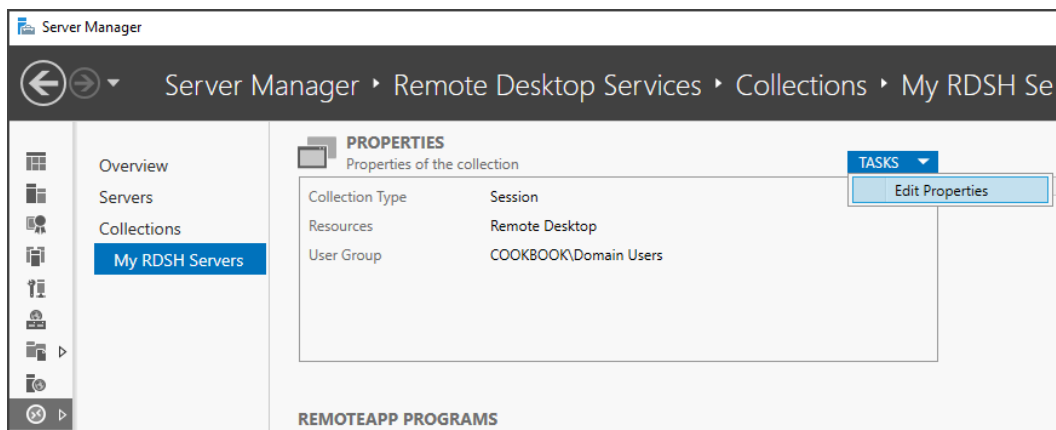 Server Manager
Server Manager ‣ Remote Desktop Services ‣ Collections ‣ My RDSH Se
Overview
Servers
Collections
My RDSH Servers
PROPERTIES
Properties of the collection
TASKS
Edit Properties
Collection Type Session
Resources Remote Desktop
User Group COOKBOOK\Domain Users
REMOTEAPP PROGRAMS